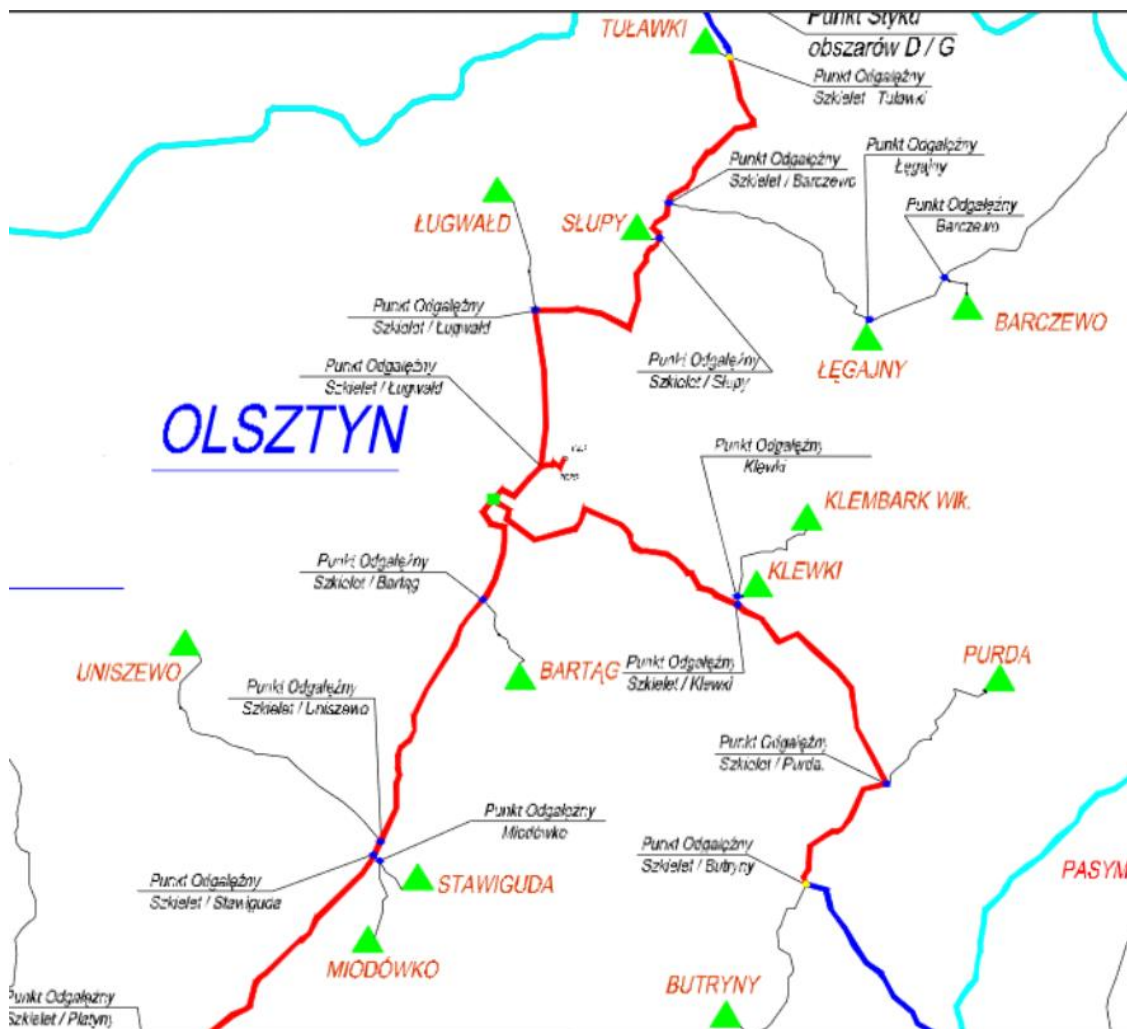 Punkt Styku
obszarów D / G
TUŁAWKI
Punkt Odgałęźny
Szkielet / Tuławki
Punkt Odgałęźny
Szkielet / Barczewo
Punkt Odgałęźny
Łęgajny
Punkt Odgałęźny
Barczewo
ŁUGWAŁD
SŁUPY
BARCZEWO
ŁĘGAJNY
Punkt Odgałęźny
Szkielet / Ługwałd
Punkt Odgałęźny
Szkielet / Słupy
Punkt Odgałęźny
Szkielet / Ługwałd
OLSZTYN
Punkt Odgałęźny
Klewki
KLEMBARK Wlk.
KLEWKI
Punkt Odgałęźny
Szkielet / Bartąg
UNISZEWO
BARTĄG
Punkt Odgałęźny
Szkielet / Klewki
PURDA
Punkt Odgałęźny
Szkielet / Uniszewo
Punkt Odgałęźny
Szkielet / Purda.
Punkt Odgałęźny
Miodówko
Punkt Odgałęźny
Szkielet / Butryny
PASYM
Punkt Odgałęźny
Szkielet / Stawiguda
STAWIGUDA
MIODÓWKO
BUTRYNY
Punkt Odgałęźny
Szkielet / Platyny